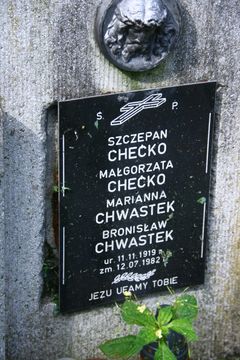 S. P.
SZCZEPAN
CHEĆKO
MAŁGORZATA
CHEĆKO
MARIANNA
CHWASTEK
BRONISŁAW
CHWASTEK
ur. 11.11.1919 r.
zm. 12.07.1982 r.
JEZU UFAMY TOBIE